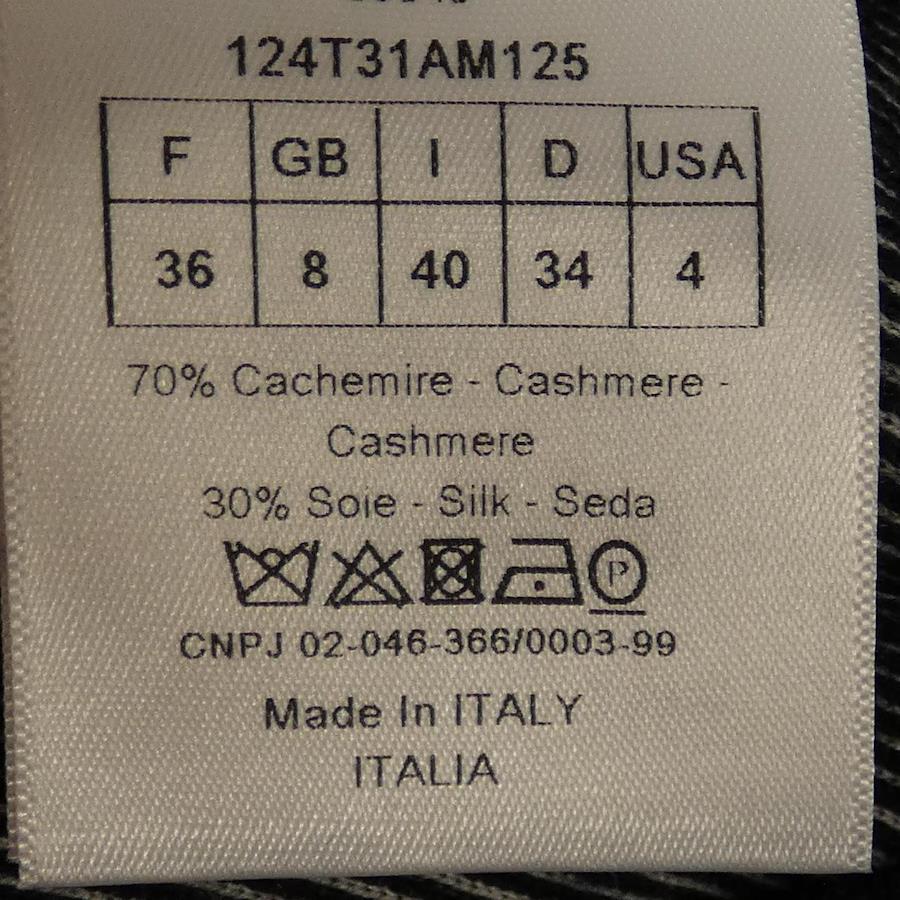 124T31AM125
F GB I D USA
36 8 40 34 4
70% Cachemire - Cashmere -
Cashmere
30% Soie - Silk - Seda
P
CNPJ 02-046-366/0003-99
Made In ITALY
ITALIA